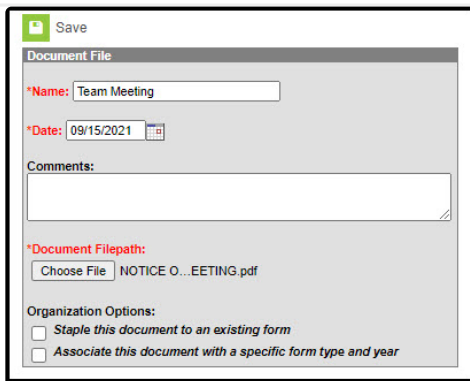 Save
Document File
*Name: Team Meeting
*Date: 09/15/2021
Comments:
*Document Filepath:
Choose File NOTICE O...EETING.pdf
Organization Options:
Staple this document to an existing form
Associate this document with a specific form type and year